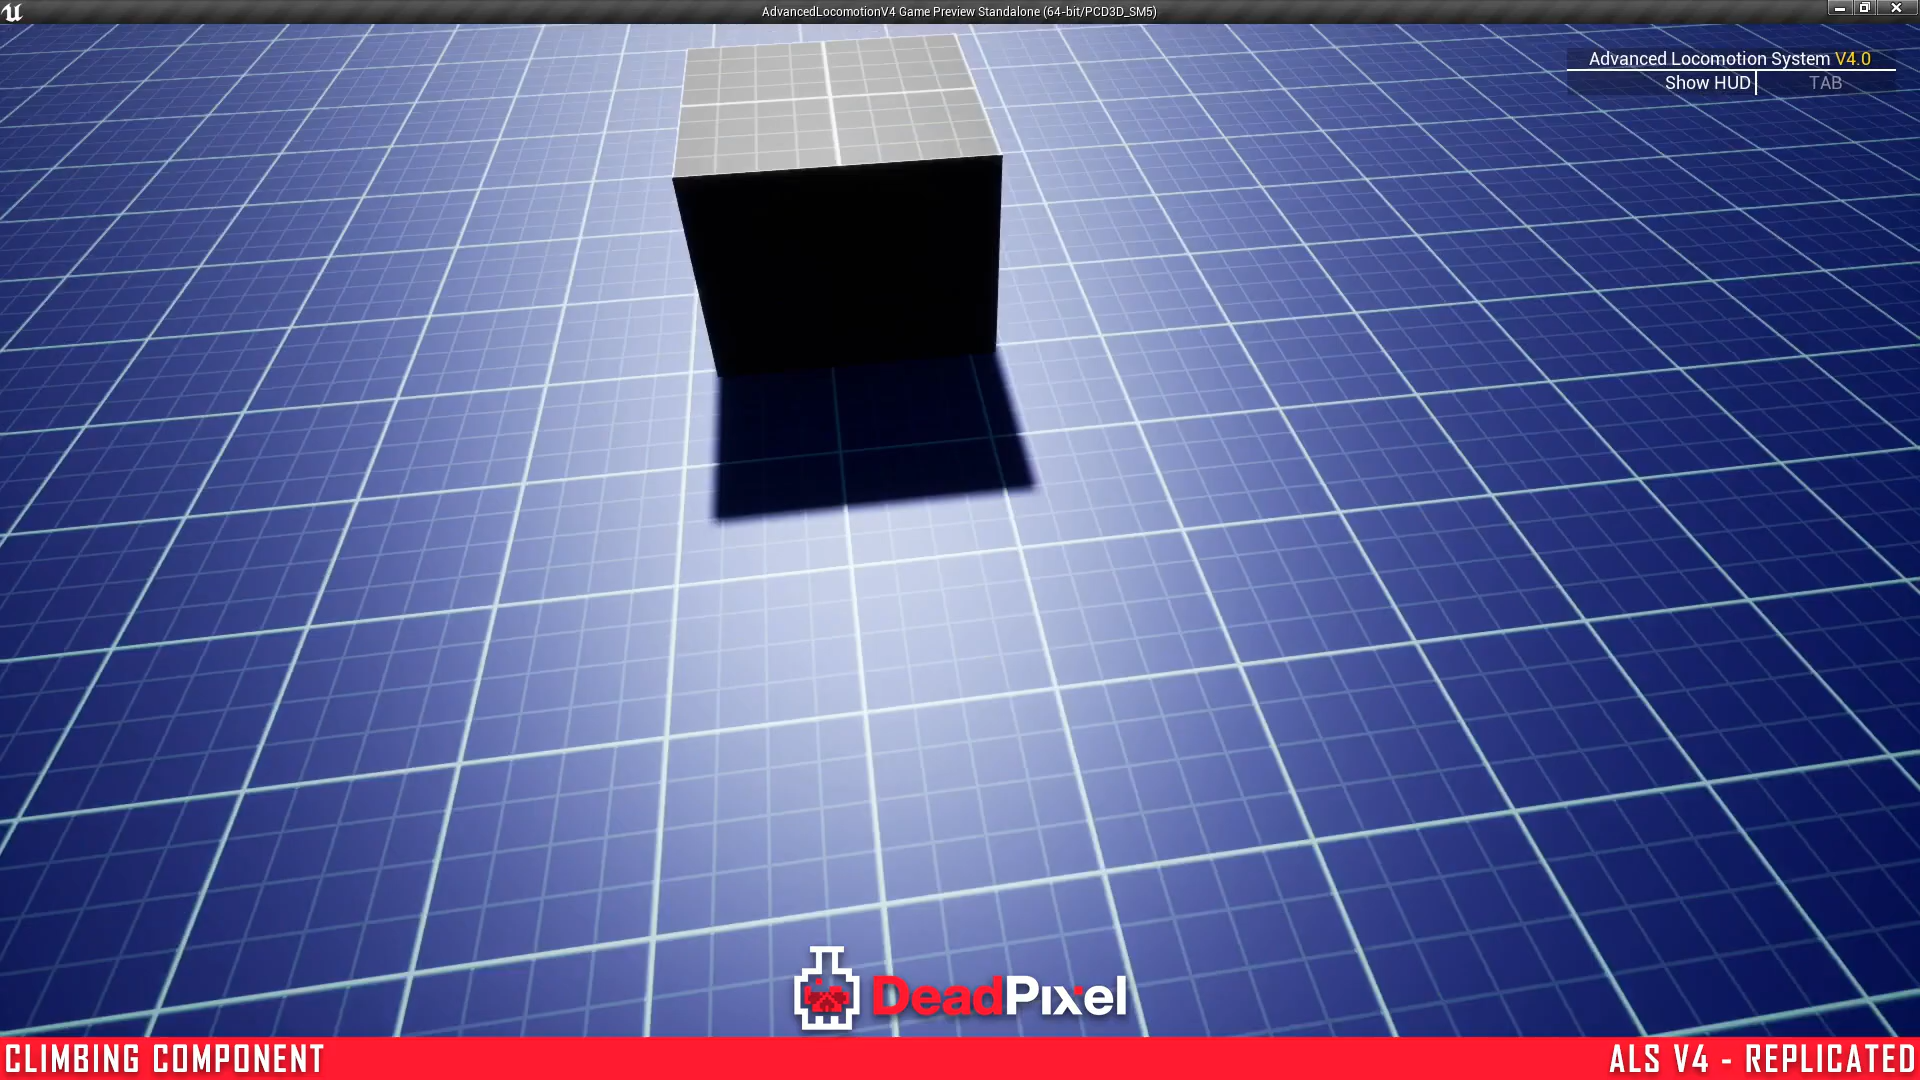 AdvancedLocomotionV4 Game Preview Standalone (64-bit/PCD3D_SM5)
Advanced Locomotion System V4.0
Show HUD TAB
DeadPixel
CLIMBING COMPONENT
ALS V4 - REPLICATED